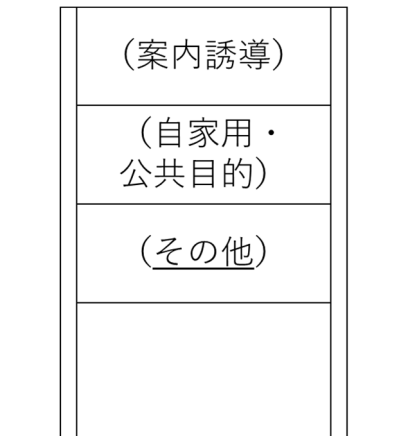 （案内誘導）
（自家用・
公共目的）
（その他）